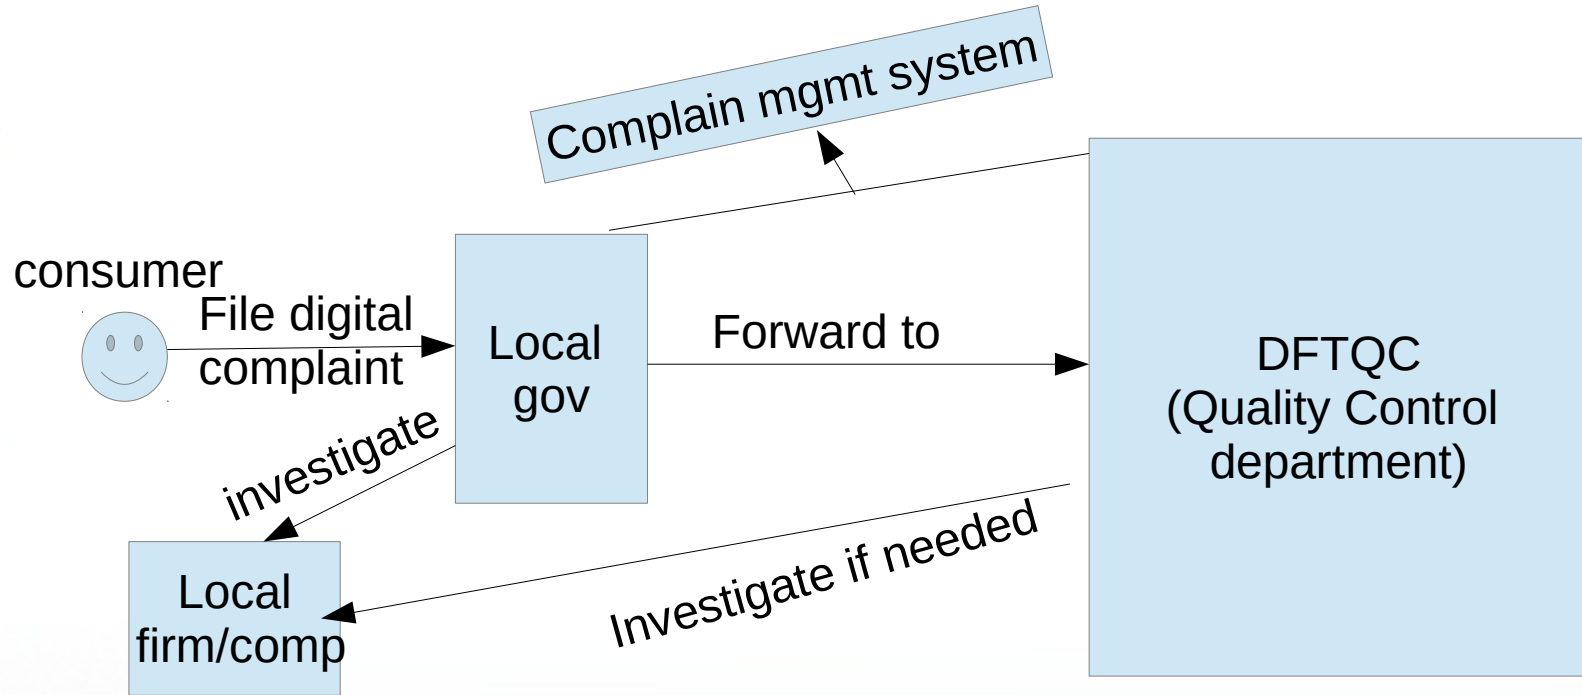 Complain mgmt system
consumer
File digital
complaint
Local
gov
Forward to
DFTQC
(Quality Control
department)
investigate
Investigate if needed
Local
firm/comp